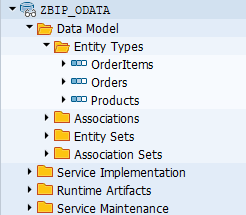 ZBIP_ODATA
Data Model
Entity Types
OrderItems
Orders
Products
Associations
Entity Sets
Association Sets
Service Implementation
Runtime Artifacts
Service Maintenance